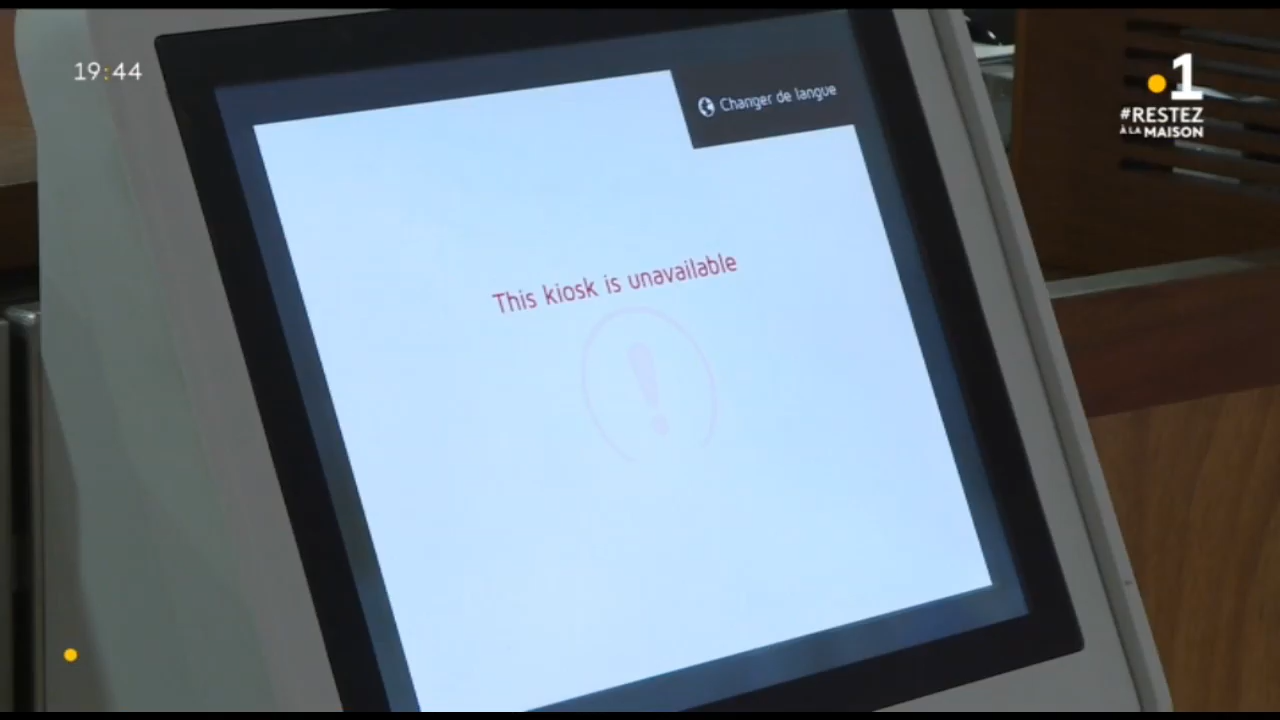 19:44
1
#RESTEZ
À LA MAISON
Changer de langue
This kiosk is unavailable